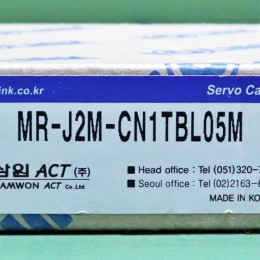 ink.co.kr Servo Ca
MR-J2M-CN1TBL05M
삼원 ACT (주)
SAMWON ACT Co.,Ltd
■ Head office : Tel (051)320-
■ Seoul office : Tel (02)2163-6
MADE IN KO